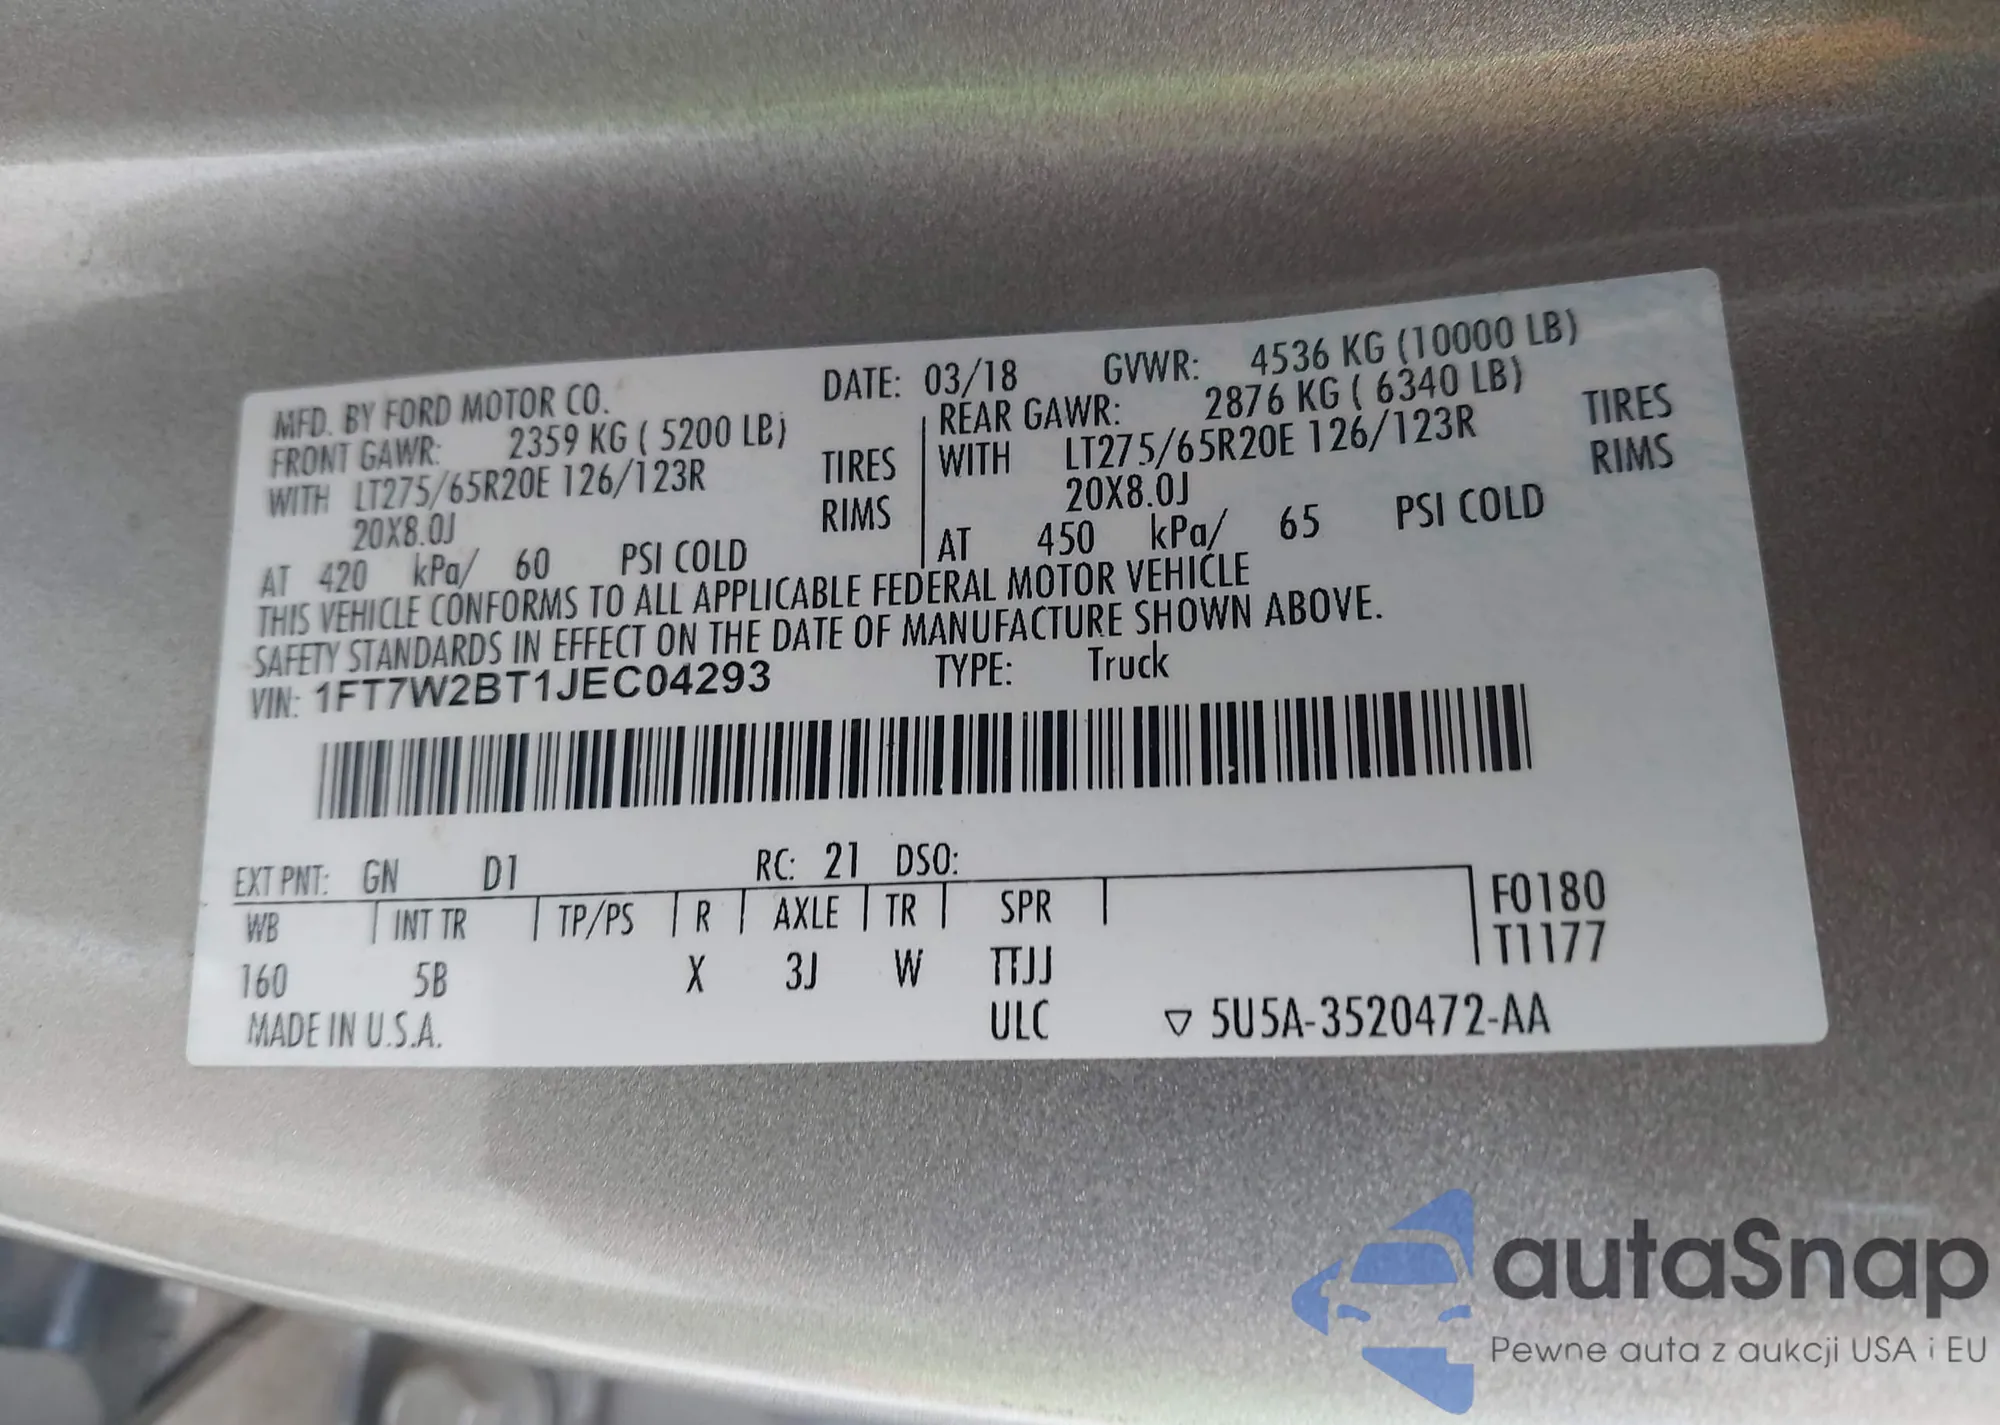 MFD. BY FORD MOTOR CO. DATE: 03/18 GVWR: 4536 KG (10000 LB)
FRONT GAWR: 2359 KG ( 5200 LB) REAR GAWR: 2876 KG ( 6340 LB)
WITH LT275/65R20E 126/123R TIRES WITH LT275/65R20E 126/123R TIRES
20X8.0J RIMS 20X8.0J RIMS
AT 420 kPa/ 60 PSI COLD AT 450 kPa/ 65 PSI COLD
THIS VEHICLE CONFORMS TO ALL APPLICABLE FEDERAL MOTOR VEHICLE
SAFETY STANDARDS IN EFFECT ON THE DATE OF MANUFACTURE SHOWN ABOVE.
VIN: 1FT7W2BT1JEC04293 TYPE: Truck
EXT PNT: GN D1 RC: 21 DSO:
WB INT TR TP/PS R AXLE TR SPR F0180
T1177
160 5B X 3J W TTJJ
MADE IN U.S.A. ULC ▽ 5U5A-3520472-AA
autaSnap
Pewne auta z aukcji USA i EU